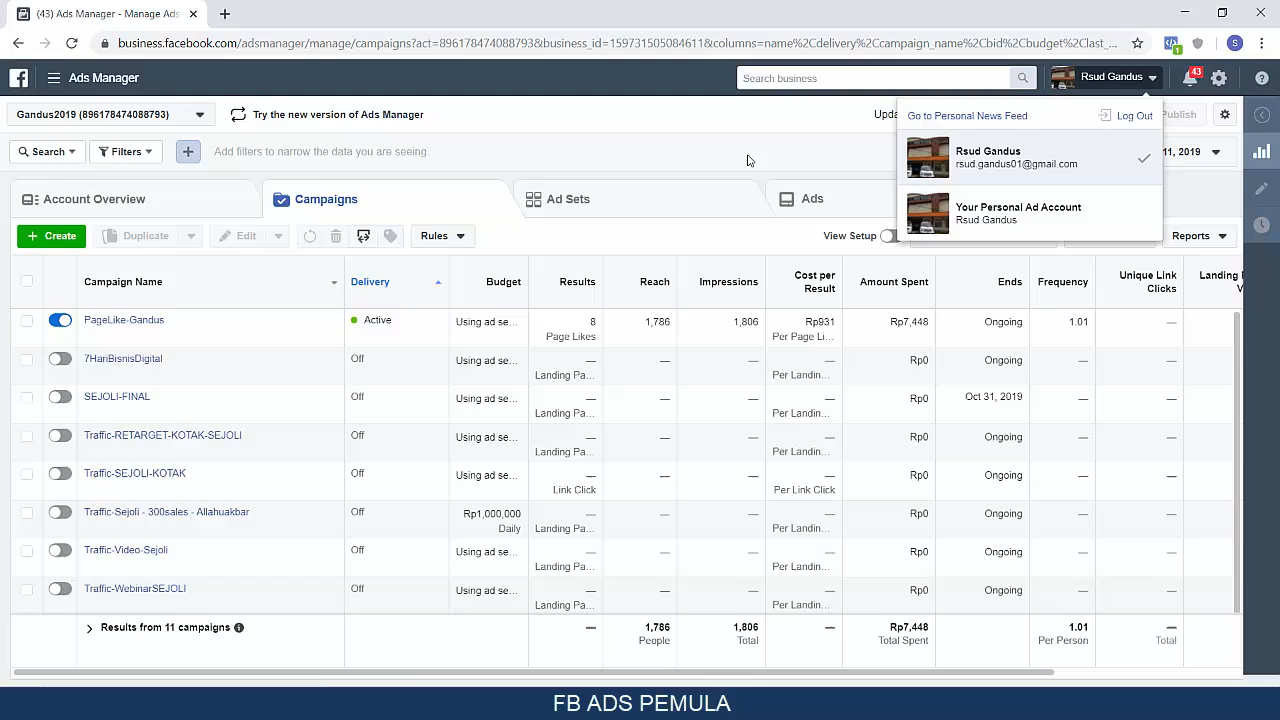 (43) Ads Manager - Manage Ads
business.facebook.com/adsmanager/manage/campaigns?act=896178474088793&business_id=159731505084611&columns=name%2Cdelivery%2Ccampaign_name%2Cbid%2Cbudget%2Clast_...
S
1
Ads Manager
Search business
Rsud Gandus
43
Gandus2019 (896178474088793)
Try the new version of Ads Manager
Upda
Publish
Go to Personal News Feed
Log Out
Search
Filters
Add filters to narrow the data you are seeing.
11, 2019
Rsud Gandus
rsud.gandus01@gmail.com
Your Personal Ad Account
Rsud Gandus
Account Overview
Campaigns
Ad Sets
Ads
+ Create
Duplicate
Edit
Rules
View Setup
Reports
Campaign Name Delivery Budget Results Reach Impressions Cost per Result Amount Spent Ends Frequency Unique Link Clicks Landing
PageLike-Gandus Active Using ad se... 8 1,786 1,806 Rp931 Rp7,448 Ongoing 1.01 —
Page Likes Per Page Li...
7HariBisnisDigital Off Using ad se... — — — — Rp0 Ongoing — —
Landing Pa... Per Landin...
SEJOLI-FINAL Off Using ad se... — — — — Rp0 Oct 31, 2019 — —
Landing Pa... Per Landin...
Traffic-RETARGET-KOTAK-SEJOLI Off Using ad se... — — — — Rp0 Ongoing — —
Landing Pa... Per Landin...
Traffic-SEJOLI-KOTAK Off Using ad se... — — — — Rp0 Ongoing — —
Link Click Per Link Click
Traffic-Sejoli - 300sales - Allahuakbar Off Rp1,000,000 — — — — Rp0 Ongoing — —
Daily Landing Pa... Per Landin...
Traffic-Video-Sejoli Off Using ad se... — — — — Rp0 Ongoing — —
Landing Pa... Per Landin...
Traffic-WebinarSEJOLI Off Using ad se... — — — — Rp0 Ongoing — —
Landing Pa... Per Landin...
Results from 11 campaigns — 1,786 1,806 — Rp7,448 1.01 —
People Total Total Spent Per Person Total
FB ADS PEMULA